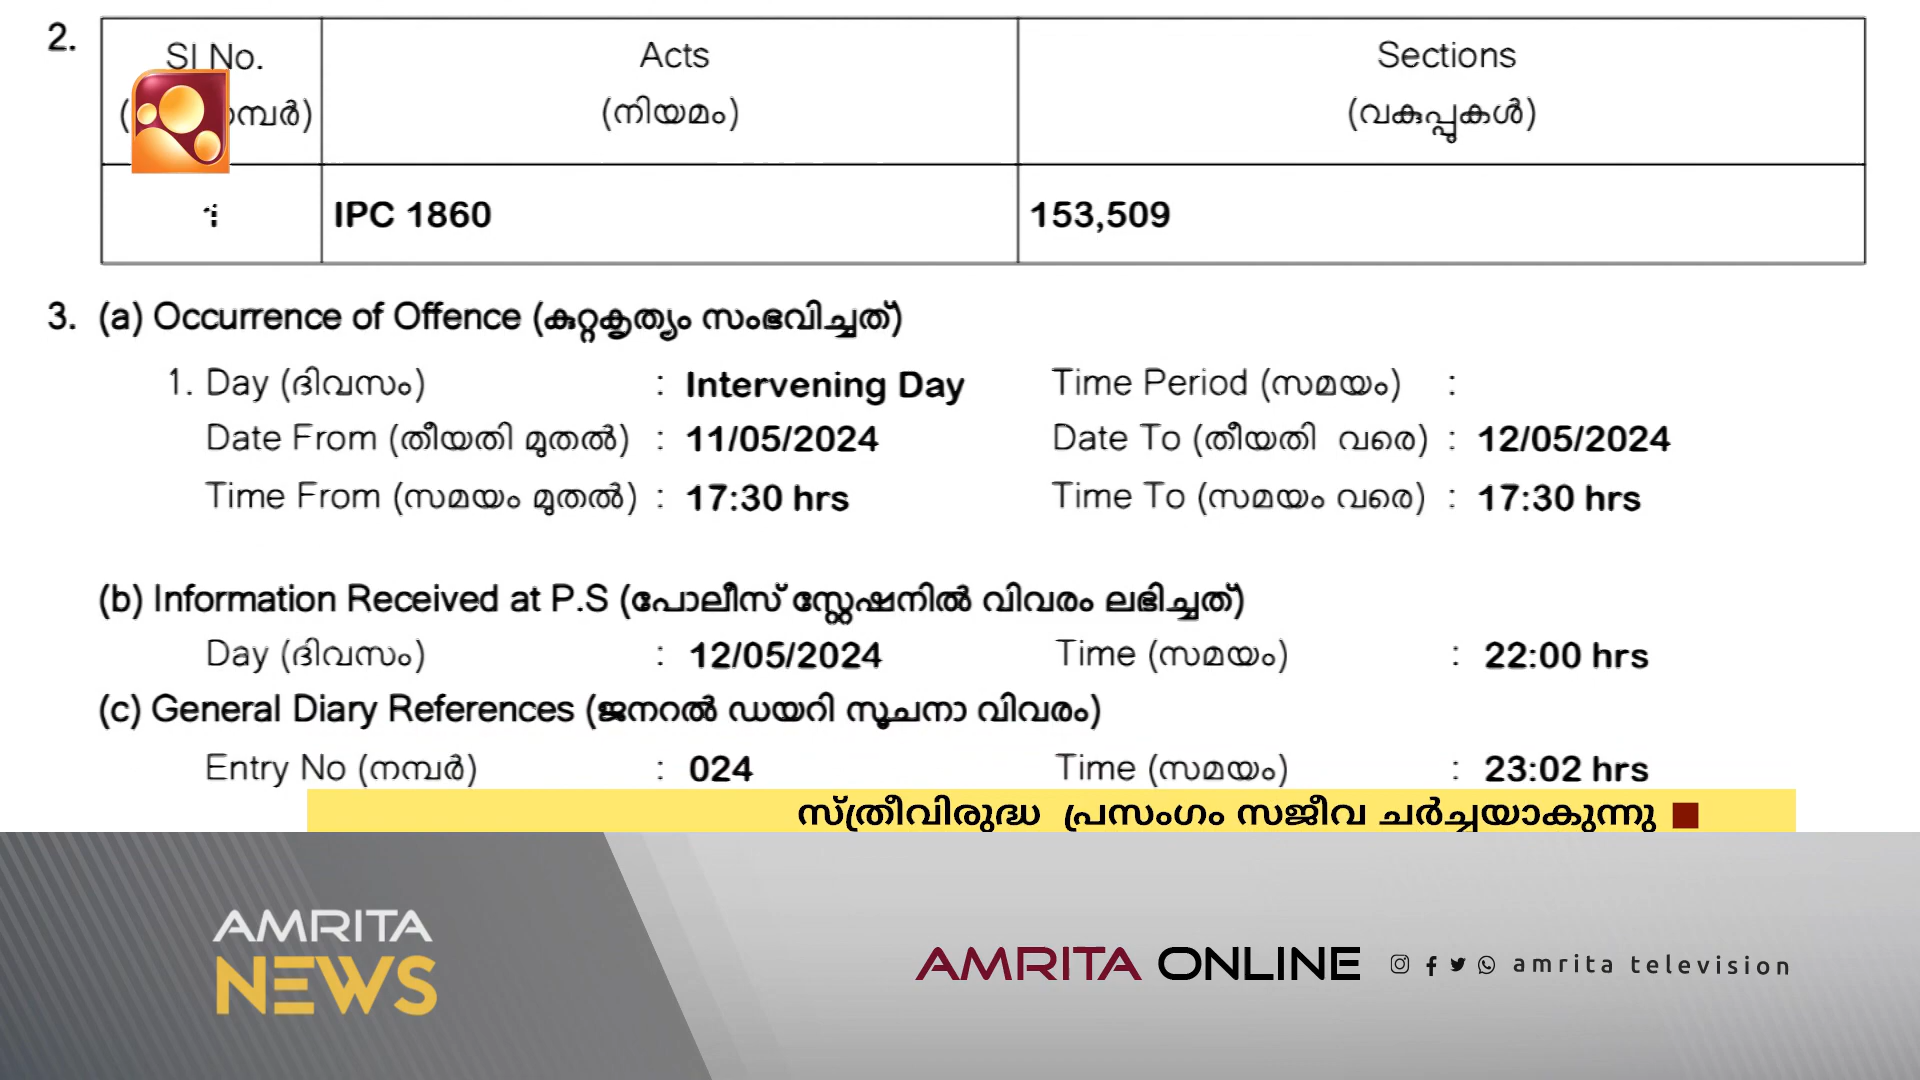 2.
Sl No. Acts Sections
നമ്പർ) (നിയമം) (വകുപ്പുകൾ)
IPC 1860 153,509
3. (a) Occurrence of Offence (കുറ്റകൃത്യം സംഭവിച്ചത്)
1. Day (ദിവസം) : Intervening Day Time Period (സമയം) :
Date From (തീയതി മുതൽ) : 11/05/2024 Date To (തീയതി വരെ) : 12/05/2024
Time From (സമയം മുതൽ) : 17:30 hrs Time To (സമയം വരെ) : 17:30 hrs
(b) Information Received at P.S (പോലീസ് സ്റ്റേഷനിൽ വിവരം ലഭിച്ചത്)
Day (ദിവസം) : 12/05/2024 Time (സമയം) : 22:00 hrs
(c) General Diary References (ജനറൽ ഡയറി സൂചനാ വിവരം)
Entry No (നമ്പർ) : 024 Time (സമയം) : 23:02 hrs
സ്ത്രീവിരുദ്ധ പ്രസംഗം സജീവ ചർച്ചയാകുന്നു
AMRITA
NEWS
AMRITA ONLINE amrita television